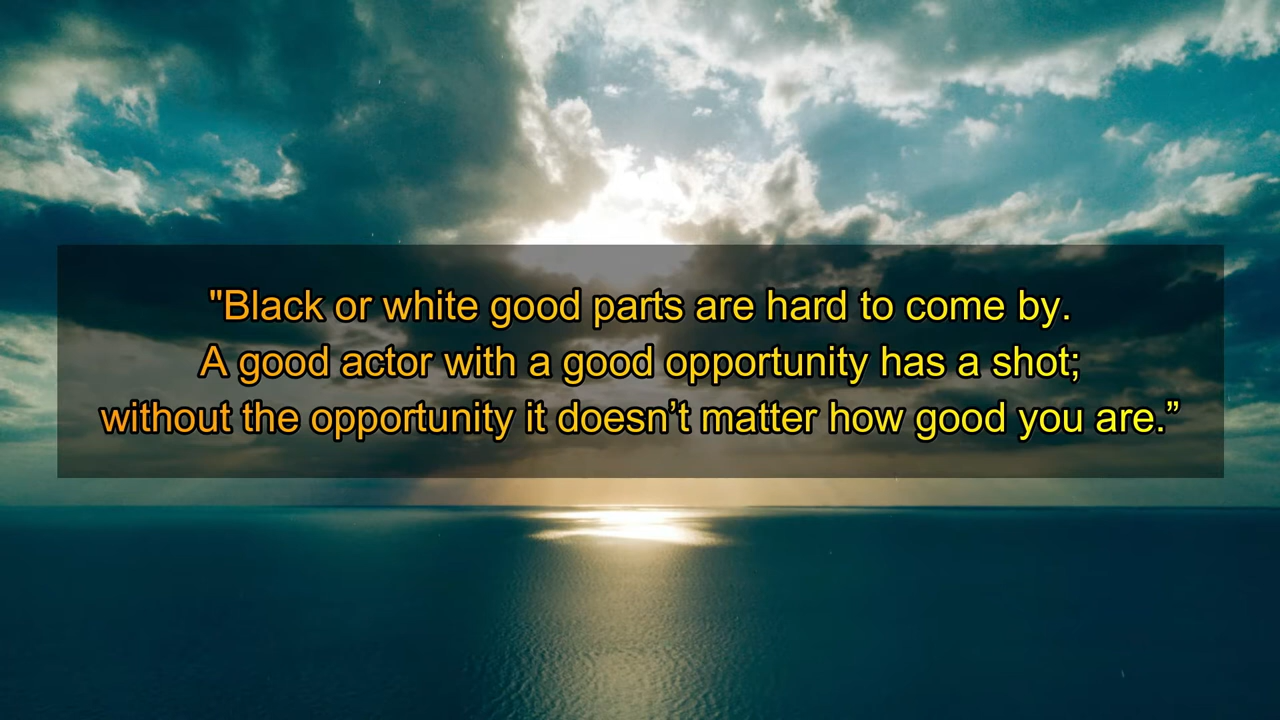 "Black or white good parts are hard to come by.
A good actor with a good opportunity has a shot;
without the opportunity it doesn’t matter how good you are.”